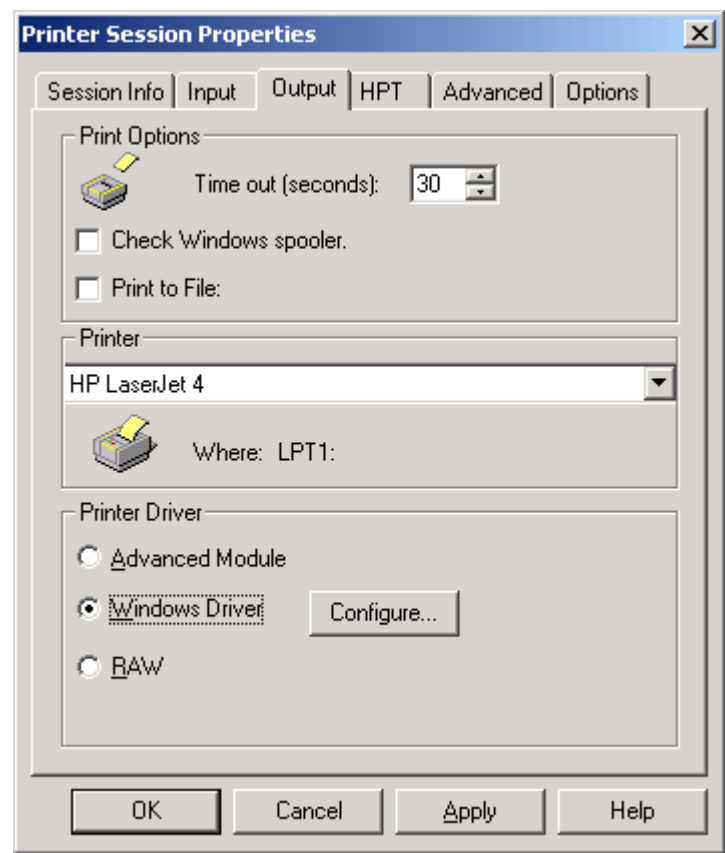 Printer Session Properties
Session Info Input Output HPT Advanced Options
Print Options
Time out (seconds): 30
Check Windows spooler.
Print to File:
Printer
HP LaserJet 4
Where: LPT1:
Printer Driver
Advanced Module
Windows Driver Configure...
RAW
OK Cancel Apply Help